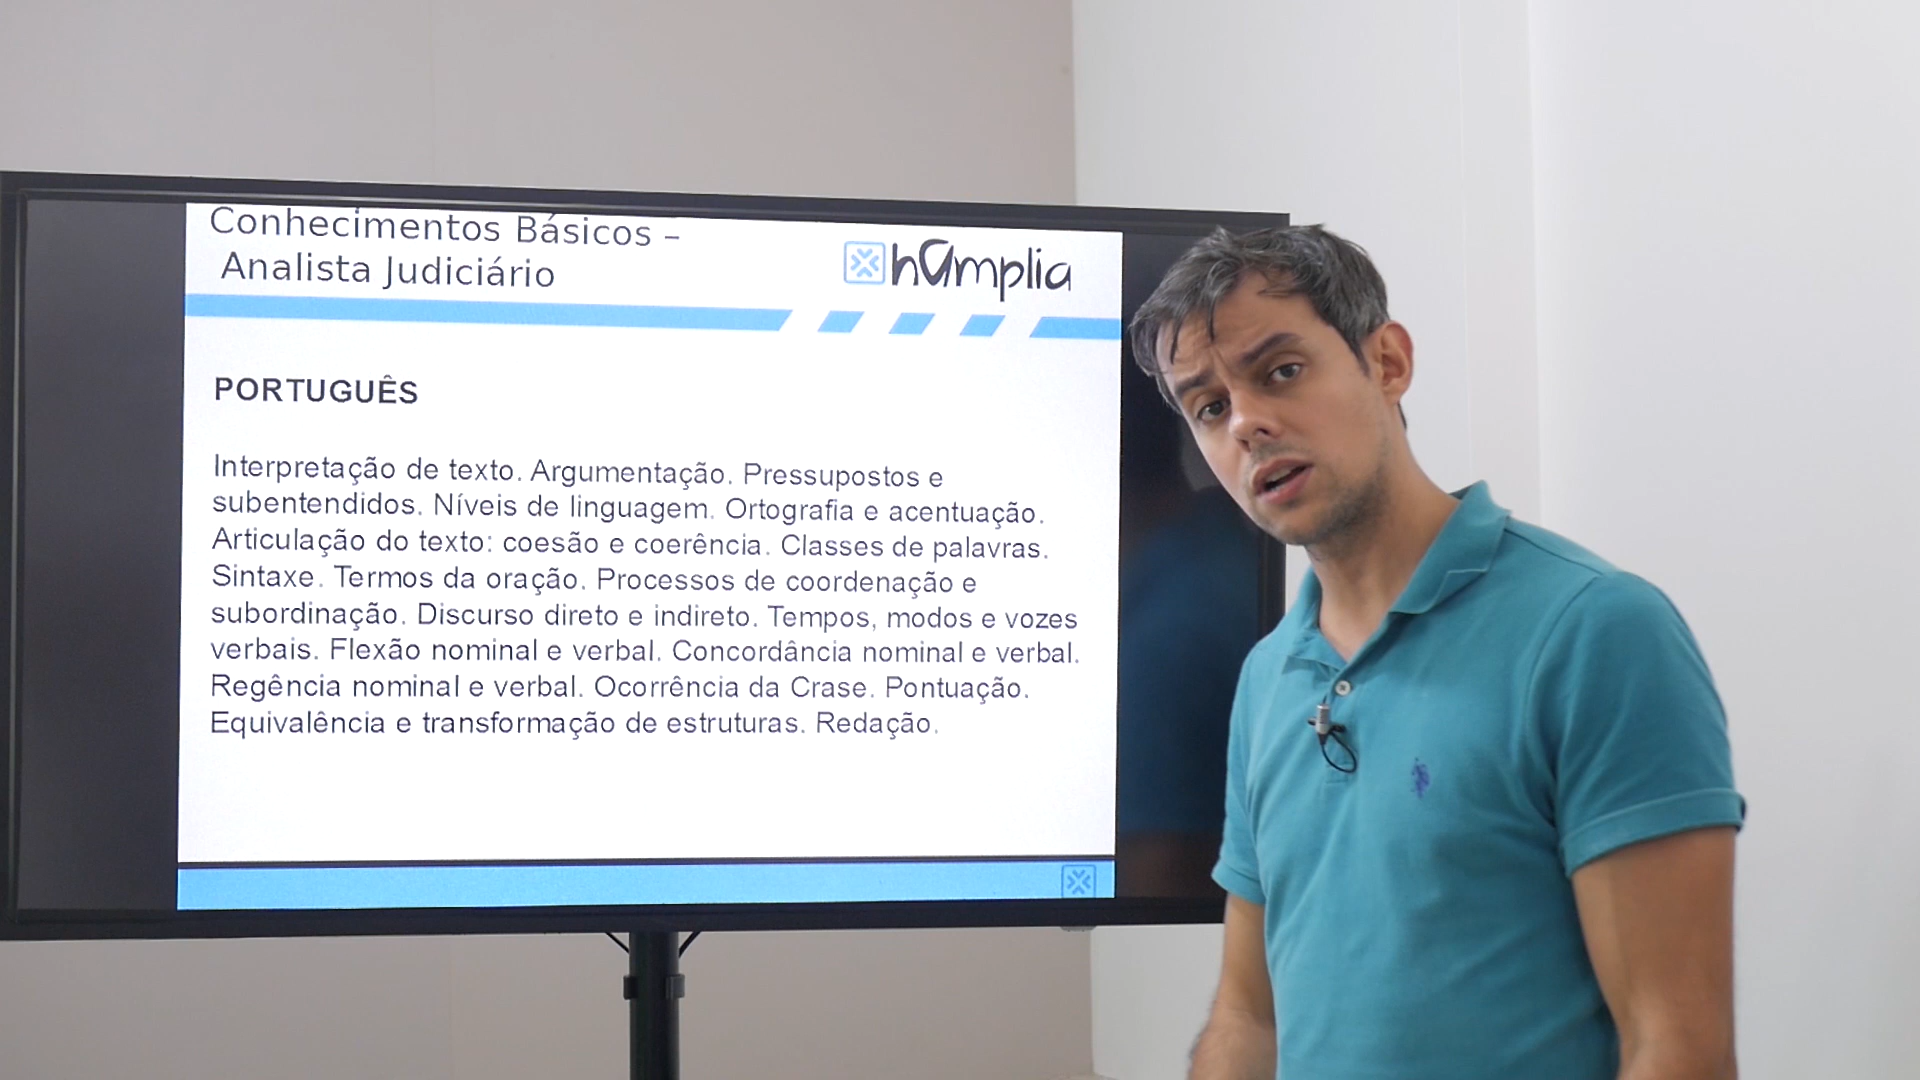 Conhecimentos Básicos –
Analista Judiciário
hamplia
PORTUGUÊS
Interpretação de texto. Argumentação. Pressupostos e
subentendidos. Níveis de linguagem. Ortografia e acentuação.
Articulação do texto: coesão e coerência. Classes de palavras.
Sintaxe. Termos da oração. Processos de coordenação e
subordinação. Discurso direto e indireto. Tempos, modos e vozes
verbais. Flexão nominal e verbal. Concordância nominal e verbal.
Regência nominal e verbal. Ocorrência da Crase. Pontuação.
Equivalência e transformação de estruturas. Redação.